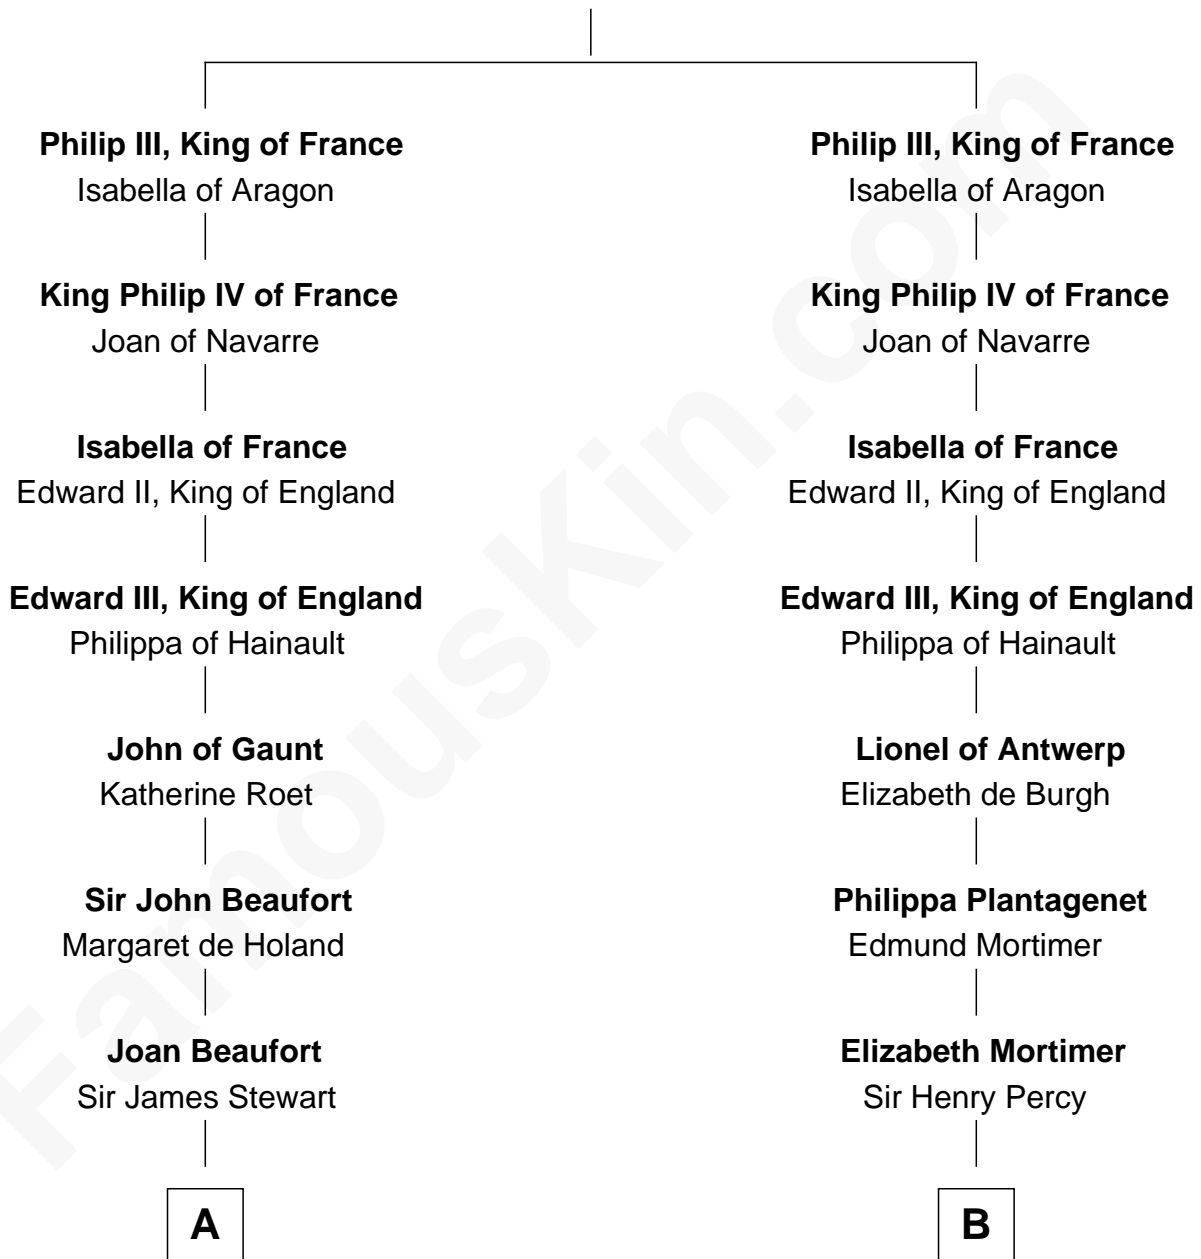 Philip III, King of France
Isabella of Aragon
King Philip IV of France
Joan of Navarre
Isabella of France
Edward II, King of England
Edward III, King of England
Philippa of Hainault
John of Gaunt
Katherine Roet
Sir John Beaufort
Margaret de Holand
Joan Beaufort
Sir James Stewart
A
Philip III, King of France
Isabella of Aragon
King Philip IV of France
Joan of Navarre
Isabella of France
Edward II, King of England
Edward III, King of England
Philippa of Hainault
Lionel of Antwerp
Elizabeth de Burgh
Philippa Plantagenet
Edmund Mortimer
Elizabeth Mortimer
Sir Henry Percy
B
FamousKin.com